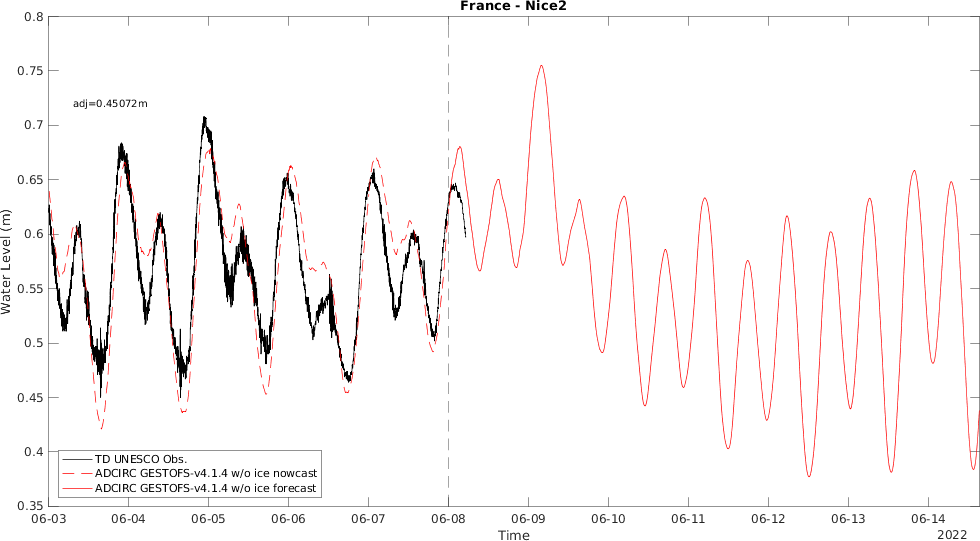 France - Nice2
0.8
0.75
0.7
0.65
0.6
0.55
0.5
0.45
0.4
0.35
Water Level (m)
adj=0.45072m
TD UNESCO Obs.
ADCIRC GESTOFS-v4.1.4 w/o ice nowcast
ADCIRC GESTOFS-v4.1.4 w/o ice forecast
06-03 06-04 06-05 06-06 06-07 06-08 06-09 06-10 06-11 06-12 06-13 06-14
Time
2022